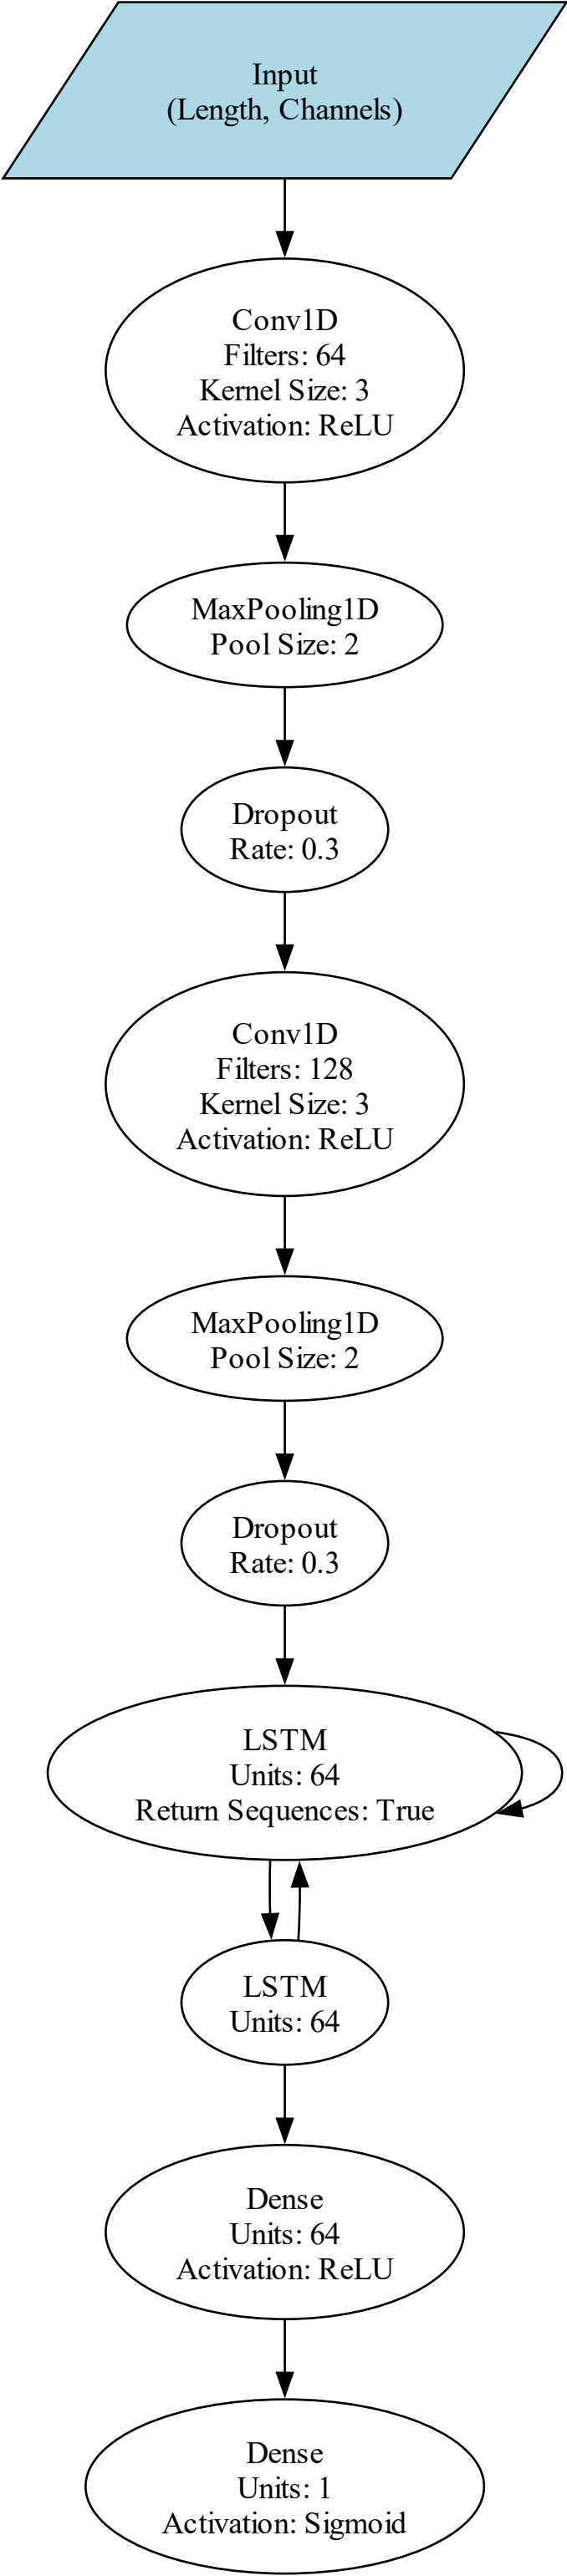 Input
(Length, Channels)
Conv1D
Filters: 64
Kernel Size: 3
Activation: ReLU
MaxPooling1D
Pool Size: 2
Dropout
Rate: 0.3
Conv1D
Filters: 128
Kernel Size: 3
Activation: ReLU
MaxPooling1D
Pool Size: 2
Dropout
Rate: 0.3
LSTM
Units: 64
Return Sequences: True
LSTM
Units: 64
Dense
Units: 64
Activation: ReLU
Dense
Units: 1
Activation: Sigmoid